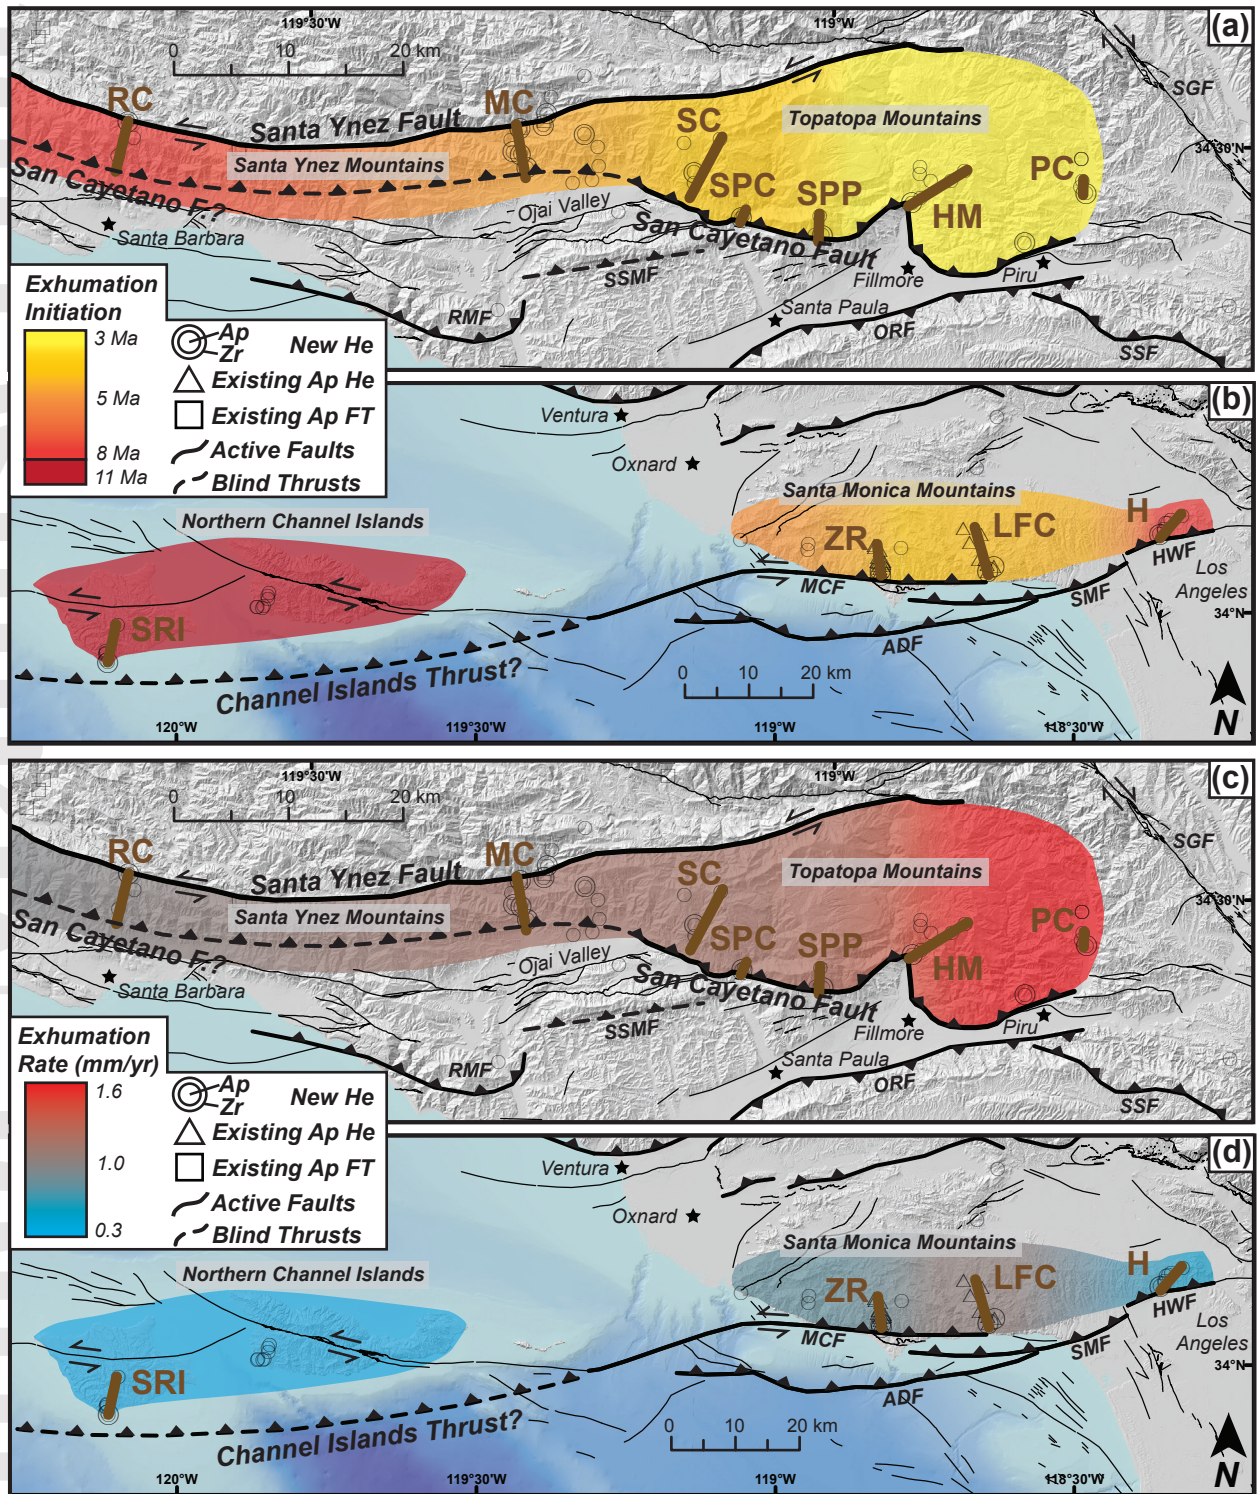 119°30'W
119°W
(a)
0 10 20 km
SGF
RC
MC
Santa Ynez Fault
SC
Topatopa Mountains
34°30'N
Santa Ynez Mountains
PC
San Cayetano F.?
SPC
SPP
HM
Ojai Valley
San Cayetano Fault
Santa Barbara
SSMF
Fillmore
Piru
Santa Paula
RMF
ORF
SSF
Exhumation
Initiation
3 Ma
5 Ma
8 Ma
11 Ma
Ap
Zr
New He
Existing Ap He
Existing Ap FT
Active Faults
Blind Thrusts
(b)
Ventura
Oxnard
Santa Monica Mountains
Northern Channel Islands
ZR
LFC
H
HWF
Los
Angeles
MCF
SMF
34°N
SRI
ADF
Channel Islands Thrust?
0 10 20 km
N
120°W
119°30'W
119°W
118°30'W
119°30'W
119°W
(c)
0 10 20 km
SGF
RC
MC
Santa Ynez Fault
SC
Topatopa Mountains
34°30'N
Santa Ynez Mountains
PC
San Cayetano F.?
SPC
SPP
HM
Ojai Valley
San Cayetano Fault
Santa Barbara
SSMF
Fillmore
Piru
Santa Paula
RMF
ORF
SSF
Exhumation
Rate (mm/yr)
1.6
1.0
0.3
Ap
Zr
New He
Existing Ap He
Existing Ap FT
Active Faults
Blind Thrusts
(d)
Ventura
Oxnard
Santa Monica Mountains
Northern Channel Islands
ZR
LFC
H
HWF
Los
Angeles
MCF
SMF
34°N
SRI
ADF
Channel Islands Thrust?
0 10 20 km
N
120°W
119°30'W
119°W
118°30'W